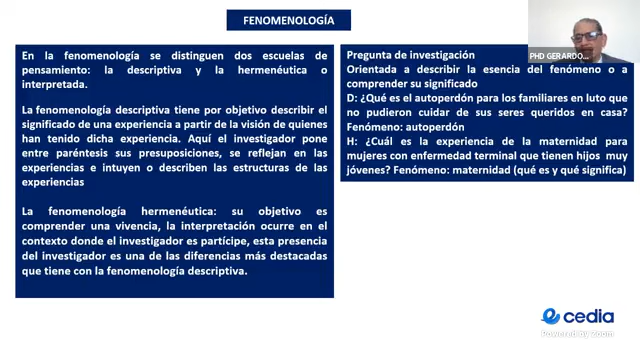 FENOMENOLOGÍA
En la fenomenología se distinguen dos escuelas de
pensamiento: la descriptiva y la hermenéutica o
interpretada.
La fenomenología descriptiva tiene por objetivo describir el
significado de una experiencia a partir de la visión de quienes
han tenido dicha experiencia. Aquí el investigador pone
entre paréntesis sus presuposiciones, se reflejan en las
experiencias e intuyen o describen las estructuras de las
experiencias
La fenomenología hermenéutica: su objetivo es
comprender una vivencia, la interpretación ocurre en el
contexto donde el investigador es partícipe, esta presencia
del investigador es una de las diferencias más destacadas
que tiene con la fenomenología descriptiva.
Pregunta de investigación
Orientada a describir la esencia del fenómeno o a
comprender su significado
D: ¿Qué es el autoperdón para los familiares en luto que
no pudieron cuidar de sus seres queridos en casa?
Fenómeno: autoperdón
H: ¿Cuál es la experiencia de la maternidad para
mujeres con enfermedad terminal que tienen hijos muy
jóvenes? Fenómeno: maternidad (qué es y qué significa)
PHD GERARDO...
cedia
Powered by Zoom